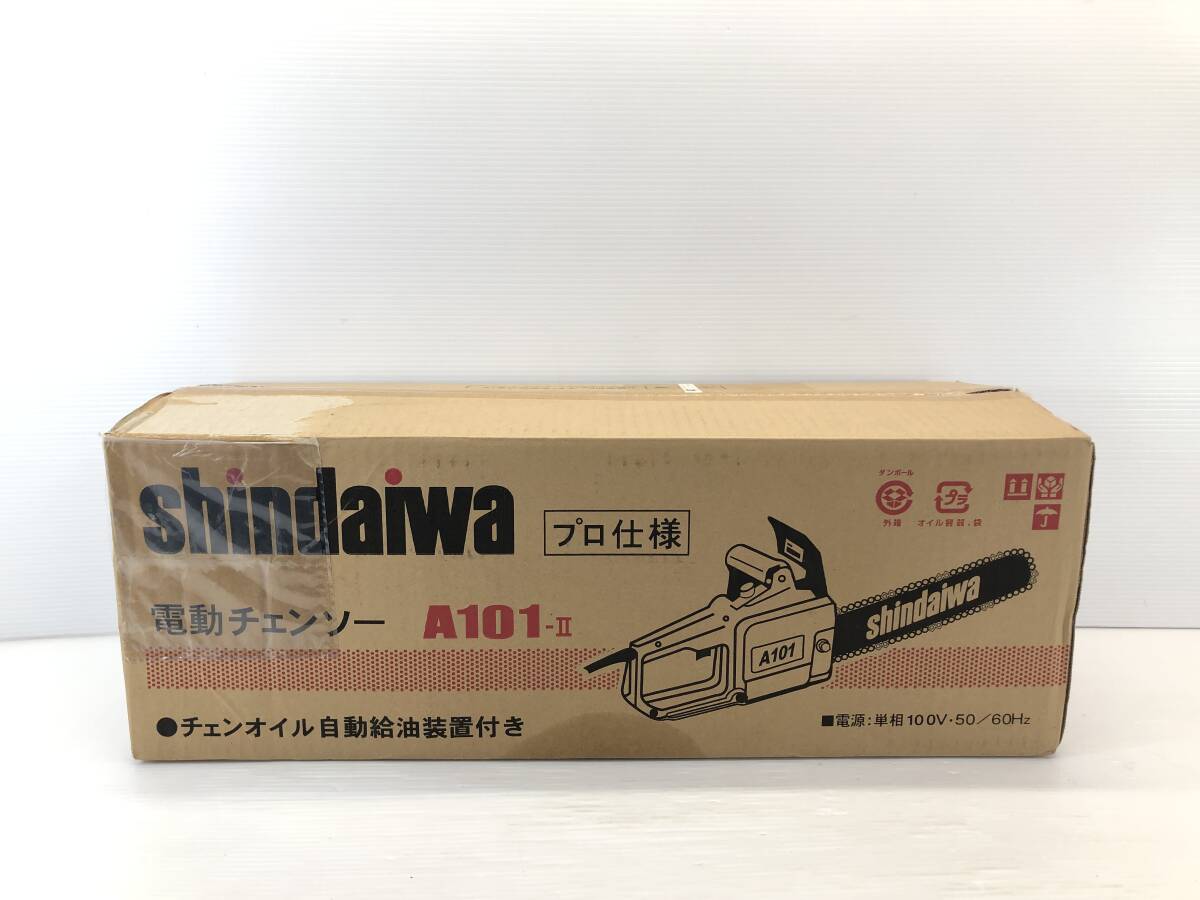 shindaiwa
プロ仕様
ダンボール
外箱
プラ
オイル容器、袋
電動チェンソー A101-II
shindaiwa
A101
●チェンオイル自動給油装置付き
■電源:単相100V・50/60Hz